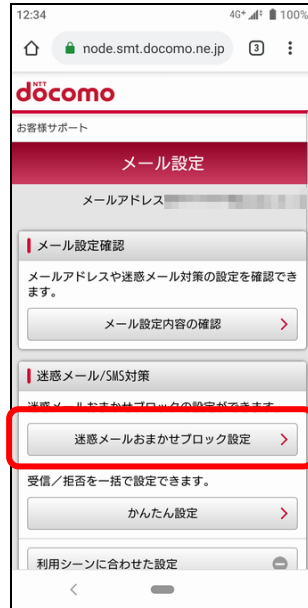 12:34 4G+ 100%
node.smt.docomo.ne.jp 3
NTT
döcomo
お客様サポート
メール設定
メールアドレス
メール設定確認
メールアドレスや迷惑メール対策の設定を確認でき
ます。
メール設定内容の確認
迷惑メール/SMS対策
迷惑メールおまかせブロックの設定ができます。
迷惑メールおまかせブロック設定
受信/拒否を一括で設定できます。
かんたん設定
利用シーンに合わせた設定